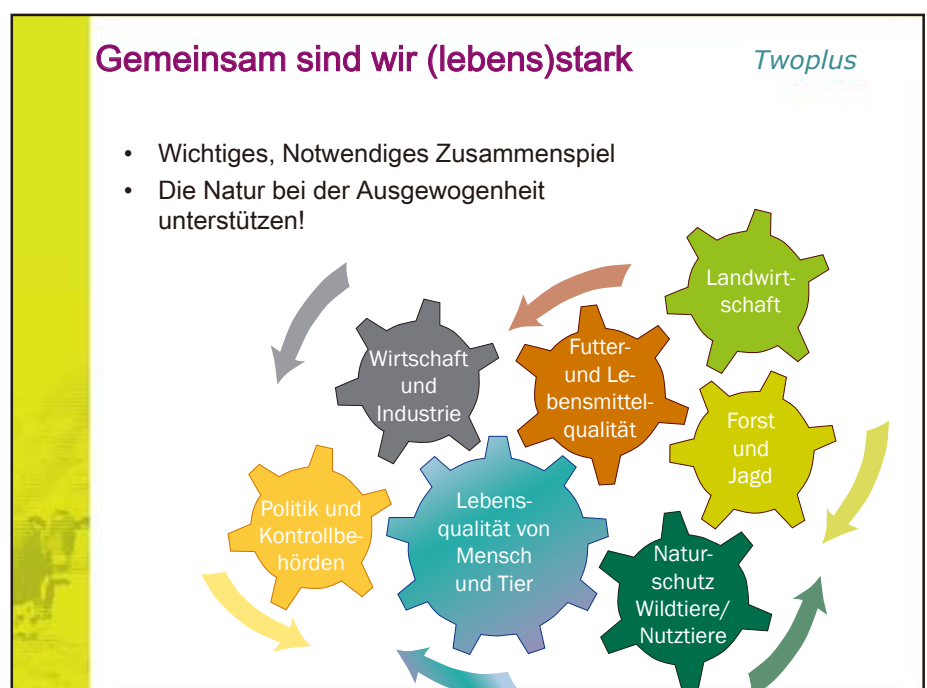 Gemeinsam sind wir (lebens)stark
Twoplus
• Wichtiges, Notwendiges Zusammenspiel
• Die Natur bei der Ausgewogenheit
unterstützen!
Landwirt-
schaft
Futter-
und Le-
bensmittel-
qualität
Wirtschaft
und
Industrie
Forst
und
Jagd
Politik und
Kontrollbe-
hörden
Lebens-
qualität von
Mensch
und Tier
Natur-
schutz
Wildtiere/
Nutztiere